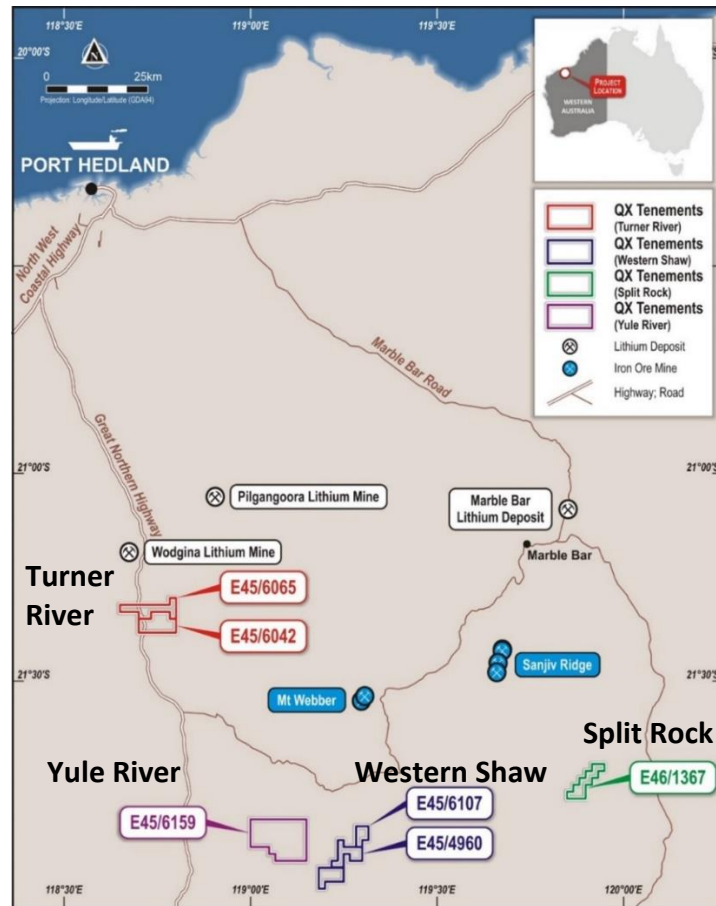 118°30'E
119°00'E
119°30'E
20°00'S
N
0 25km
Projection: Longitude/Latitude (GDA94)
PORT HEDLAND
North West
Coastal Highway
Marble Bar Road
Great Northern Highway
PROJECT
LOCATION
WESTERN
AUSTRALIA
QX Tenements
(Turner River)
QX Tenements
(Western Shaw)
QX Tenements
(Split Rock)
QX Tenements
(Yule River)
Lithium Deposit
Iron Ore Mine
Highway; Road
21°00'S
21°00'S
Pilgangoora Lithium Mine
Marble Bar
Lithium Deposit
Wodgina Lithium Mine
Marble Bar
Turner
River
E45/6065
E45/6042
21°30'S
21°30'S
Sanjiv Ridge
Mt Webber
Split Rock
Yule River
Western Shaw
E46/1367
E45/6107
E45/6159
E45/4960
118°30'E
119°00'E
119°30'E
120°00'E